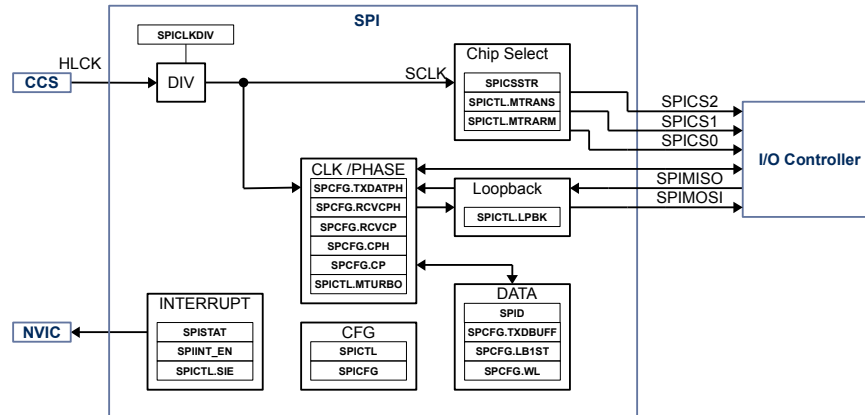 SPI
SPICLKDIV
HLCK
CCS
DIV
SCLK
Chip Select
SPICSSTR
SPICTL.MTRANS
SPICTL.MTRARM
SPICS2
SPICS1
SPICS0
I/O Controller
CLK /PHASE
SPCFG.TXDATPH
SPCFG.RCVCPH
SPCFG.RCVCP
SPCFG.CPH
SPCFG.CP
SPICTL.MTURBO
Loopback
SPICTL.LPBK
SPIMISO
SPIMOSI
INTERRUPT
SPISTAT
SPIINT_EN
SPICTL.SIE
NVIC
CFG
SPICTL
SPICFG
DATA
SPID
SPCFG.TXDBUFF
SPCFG.LB1ST
SPCFG.WL